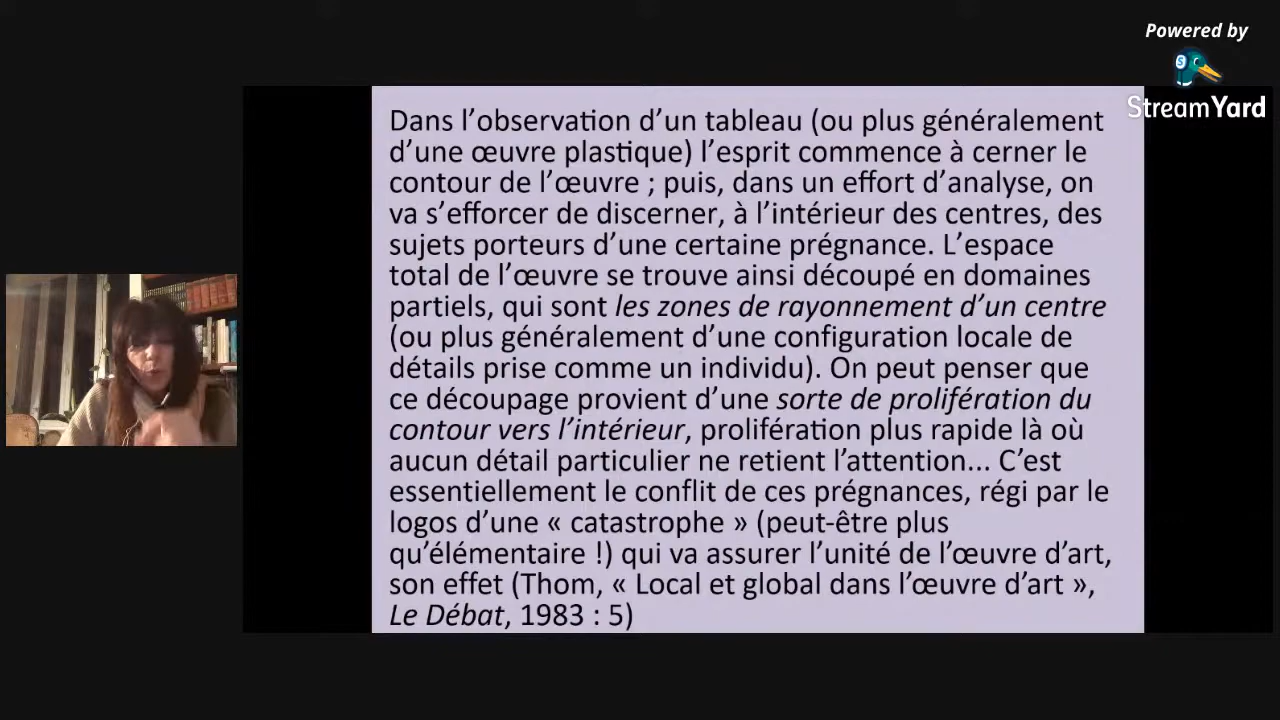 Powered by
StreamYard
Dans l’observation d’un tableau (ou plus généralement
d’une œuvre plastique) l’esprit commence à cerner le
contour de l’œuvre ; puis, dans un effort d’analyse, on
va s’efforcer de discerner, à l’intérieur des centres, des
sujets porteurs d’une certaine prégnance. L’espace
total de l’œuvre se trouve ainsi découpé en domaines
partiels, qui sont les zones de rayonnement d’un centre
(ou plus généralement d’une configuration locale de
détails prise comme un individu). On peut penser que
ce découpage provient d’une sorte de prolifération du
contour vers l’intérieur, prolifération plus rapide là où
aucun détail particulier ne retient l’attention... C’est
essentiellement le conflit de ces prégnances, régi par le
logos d’une « catastrophe » (peut-être plus
qu’élémentaire !) qui va assurer l’unité de l’œuvre d’art,
son effet (Thom, « Local et global dans l’œuvre d’art »,
Le Débat, 1983 : 5)